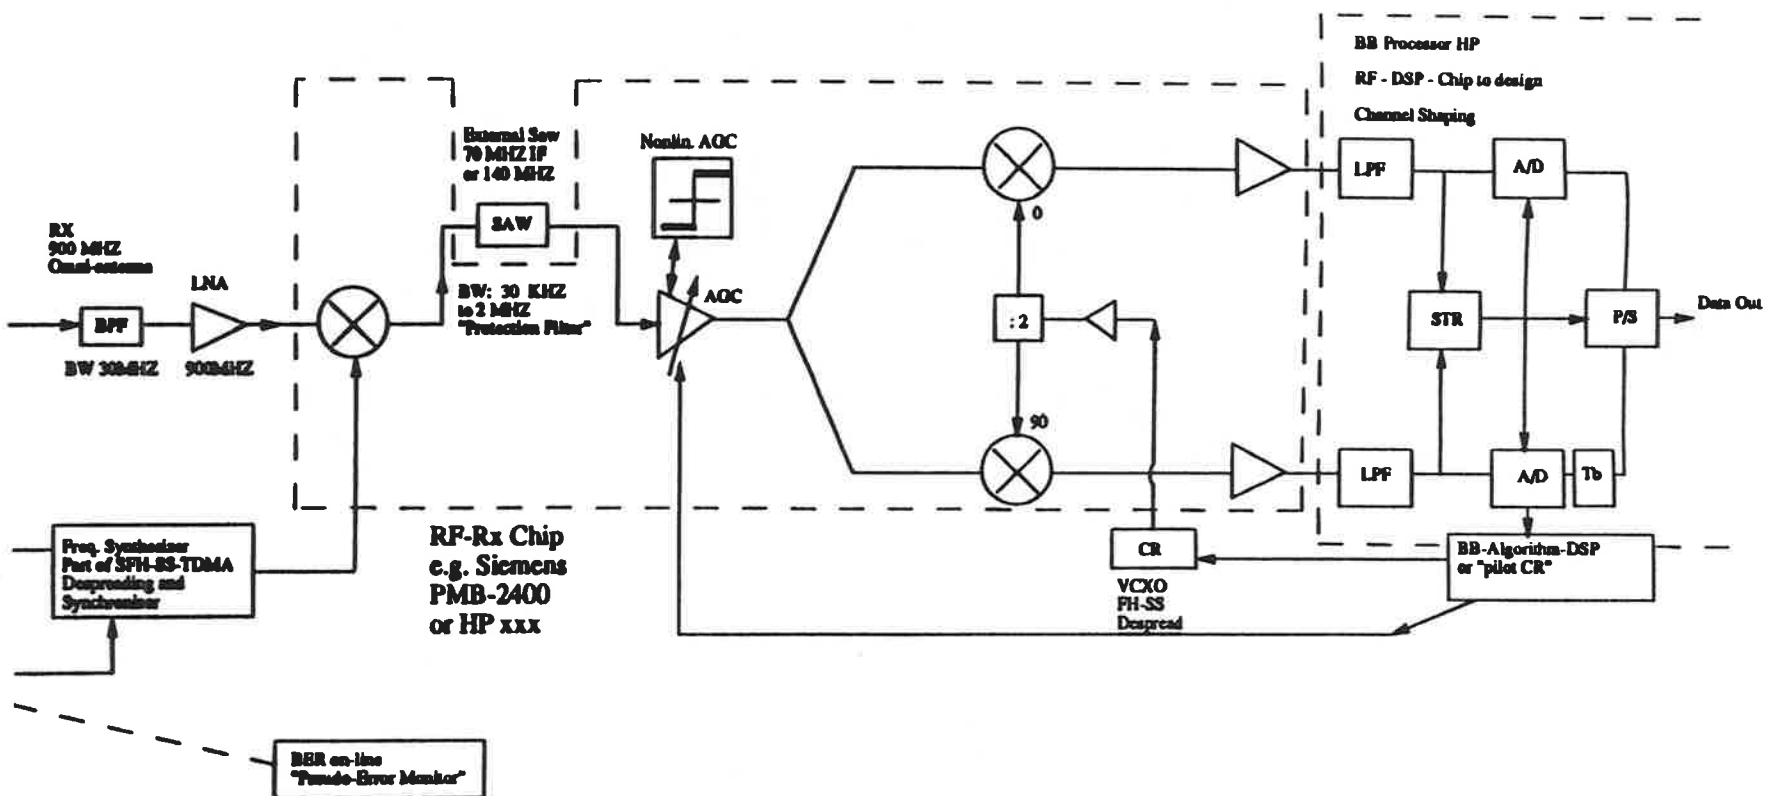 BB Processor HP
RF - DSP - Chip to design
Channel Shaping
External Saw
70 MHZ IF
or 140 MHZ
Nonlin. AGC
LPF
A/D
SAW
0
RX
900 MHZ
Omni-antenna
LNA
BW: 30 KHZ
to 2 MHZ
"Protection Filter"
AGC
BPF
: 2
STR
P/S
Data Out
BW 30MHZ
900MHZ
90
LPF
A/D
Tb
Freq. Synthesizer
Part of SFH-SS-TDMA
Despreading and
Synchroniser
RF-Rx Chip
e.g. Siemens
PMB-2400
or HP xxx
CR
VCXO
FH-SS
Despread
BB-Algorithm-DSP
or "pilot CR"
BER on-line
"Pseudo-Error Monitor"